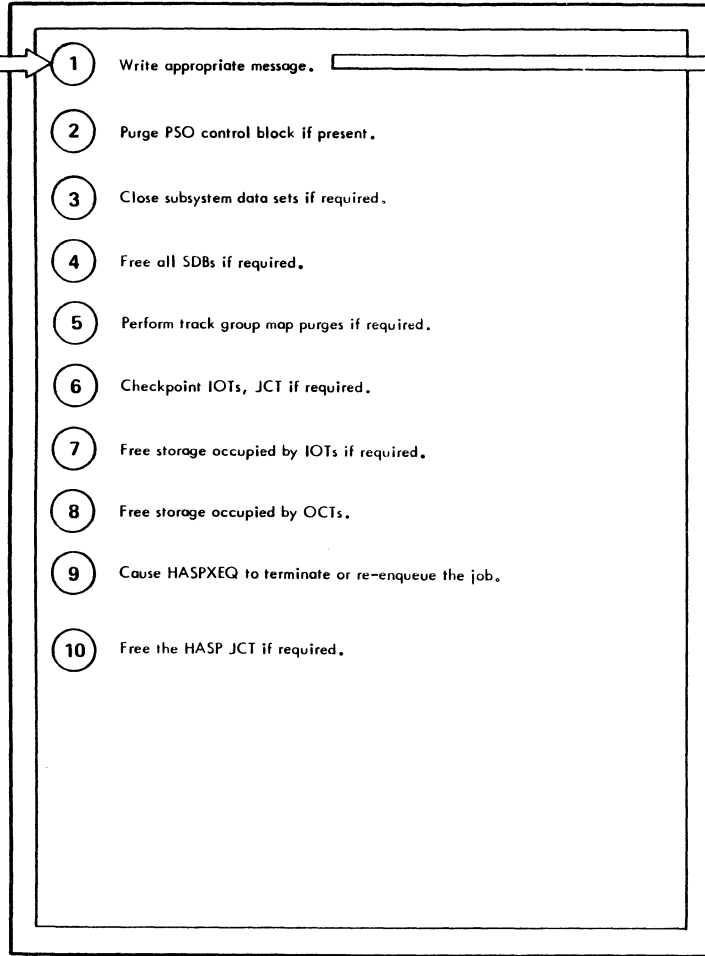 1 Write appropriate message.
2 Purge PSO control block if present.
3 Close subsystem data sets if required.
4 Free all SDBs if required.
5 Perform track group map purges if required.
6 Checkpoint IOTs, JCT if required.
7 Free storage occupied by IOTs if required.
8 Free storage occupied by OCTs.
9 Cause HASPXEQ to terminate or re-enqueue the job.
10 Free the HASP JCT if required.